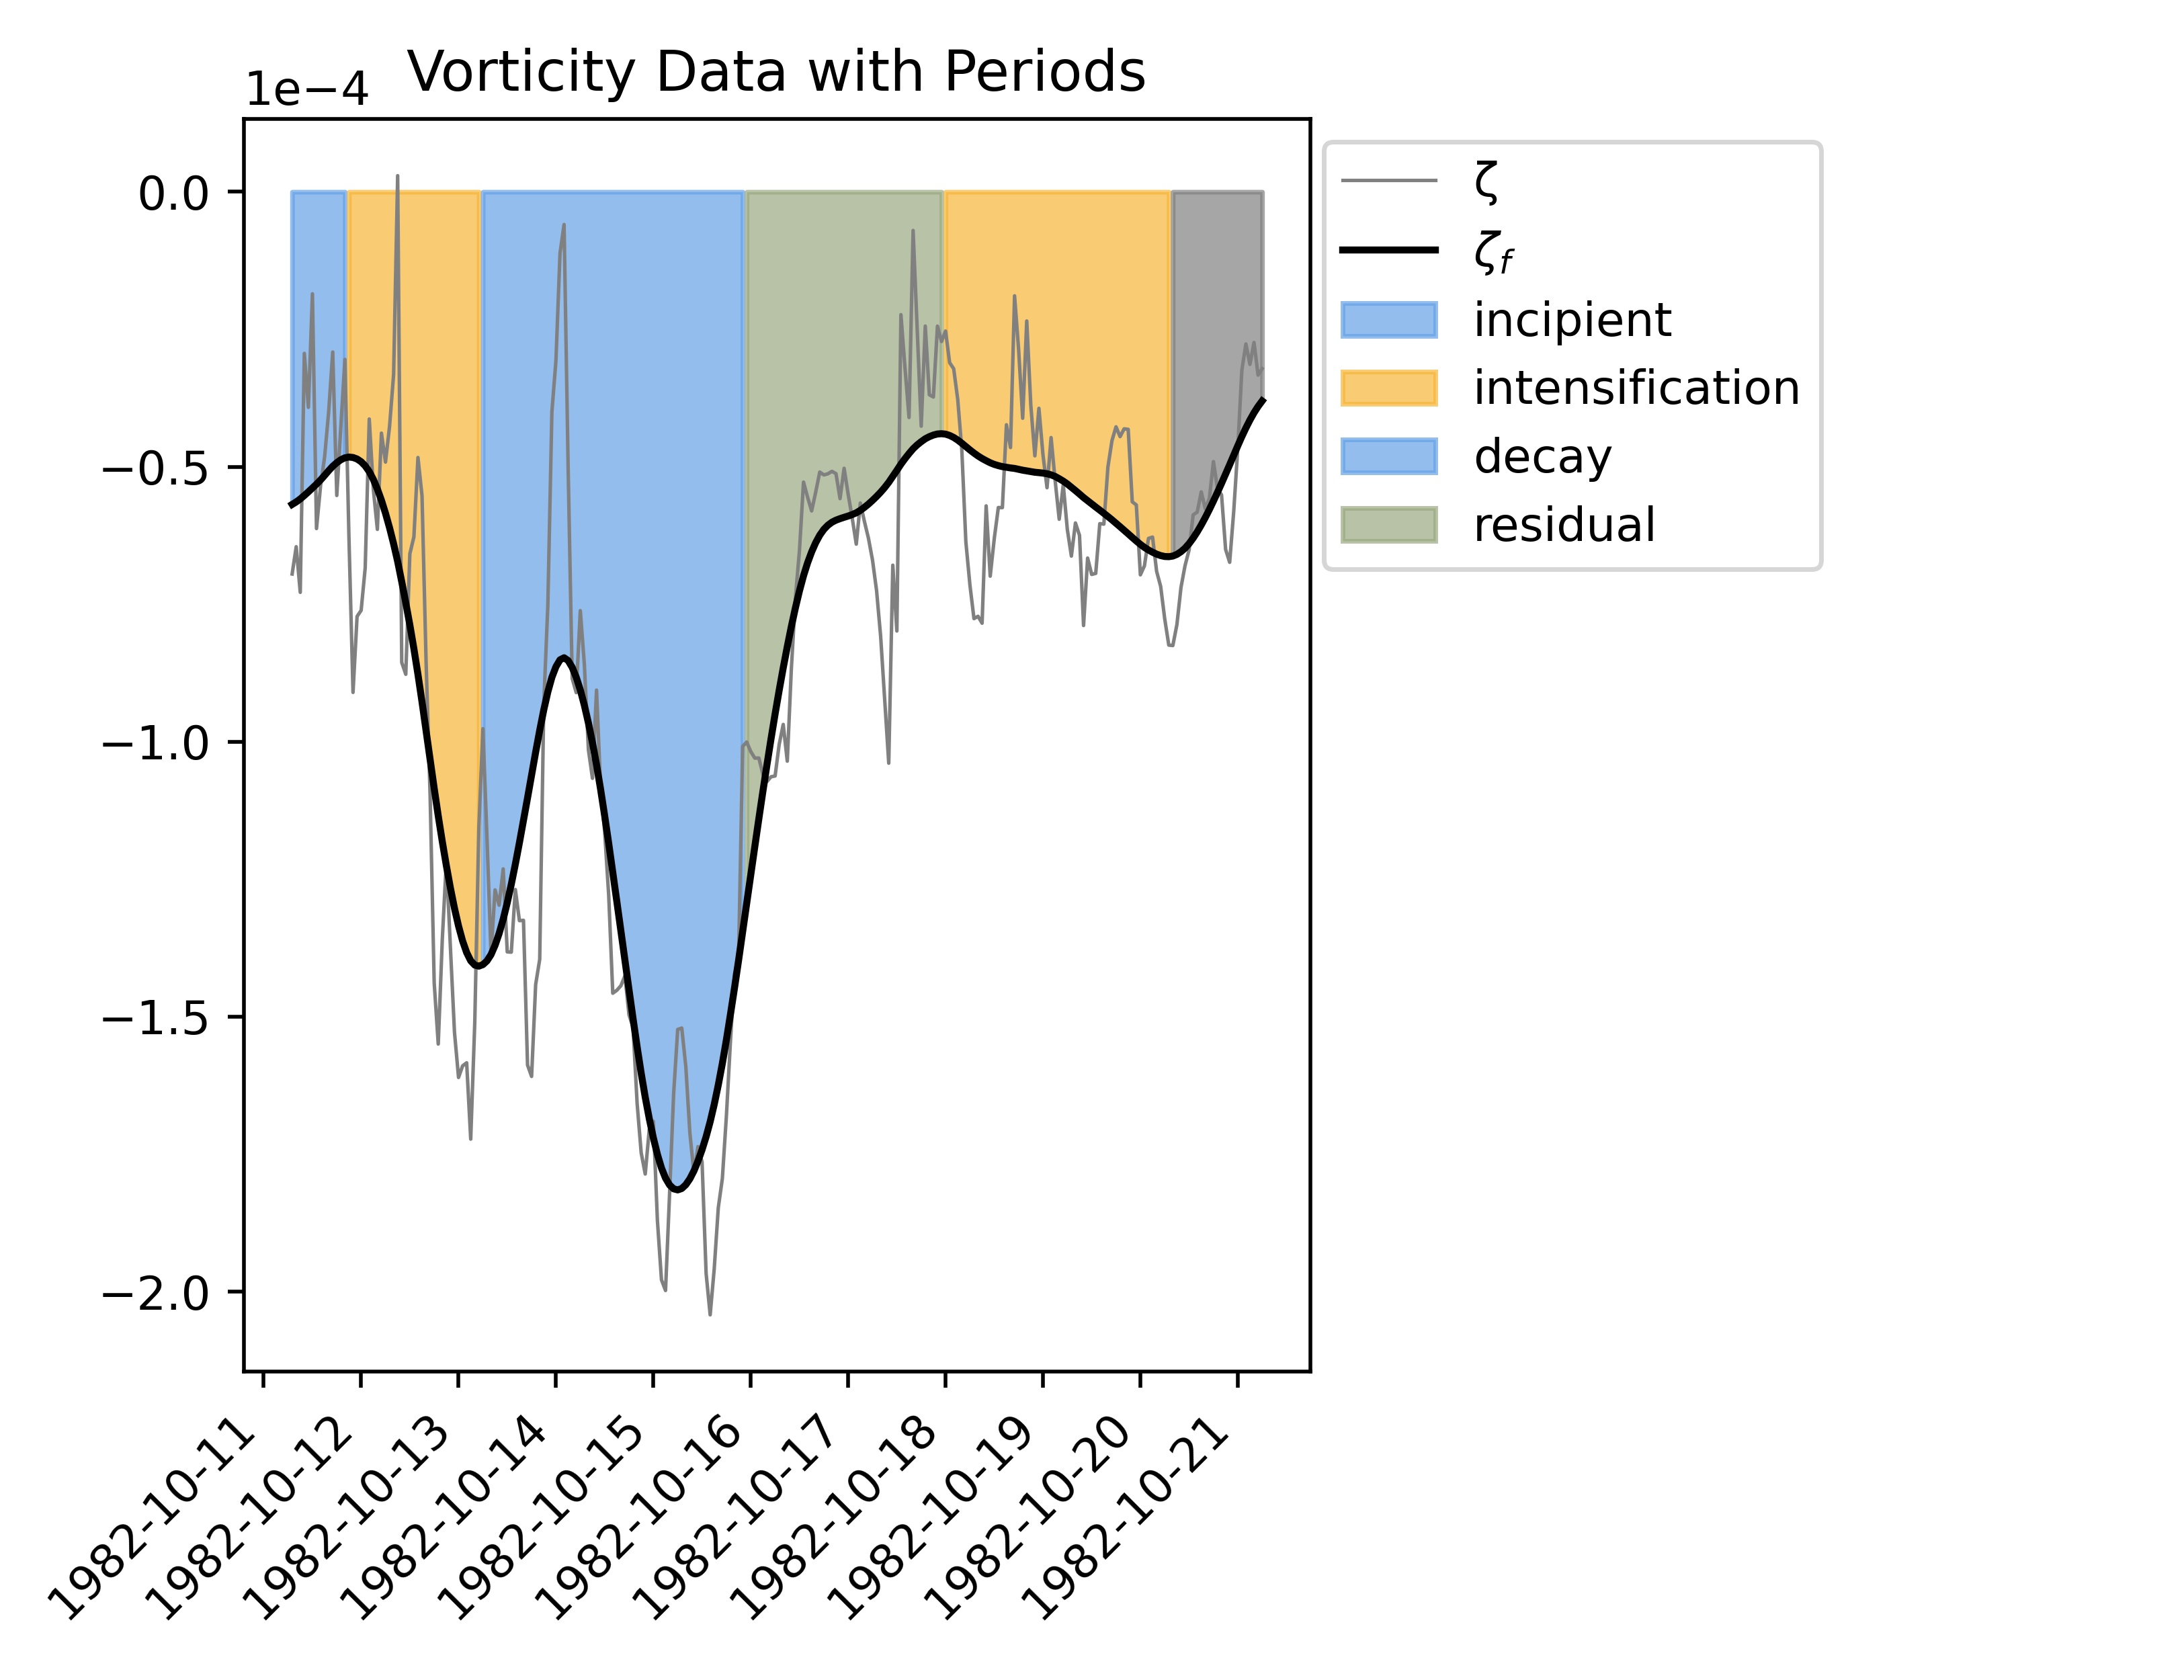 Vorticity Data with Periods
1e−4
0.0
−0.5
−1.0
−1.5
−2.0
1982-10-11
1982-10-12
1982-10-13
1982-10-14
1982-10-15
1982-10-16
1982-10-17
1982-10-18
1982-10-19
1982-10-20
1982-10-21
ζ
ζf
incipient
intensification
decay
residual